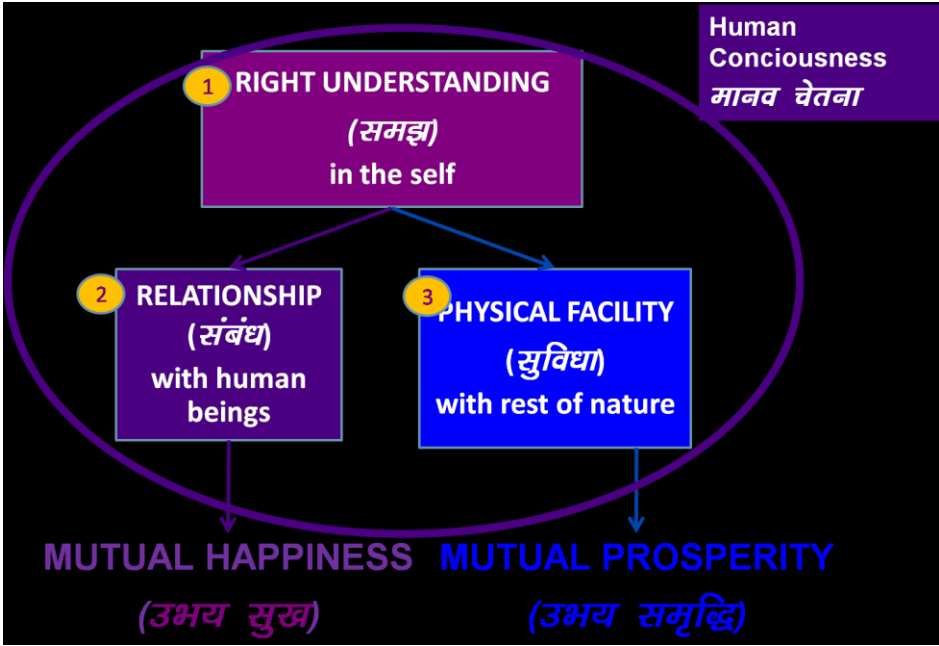 Human
Conciousness
मानव चेतना
1
RIGHT UNDERSTANDING
(समझ)
in the self
2
RELATIONSHIP
(संबंध)
with human
beings
3
PHYSICAL FACILITY
(सुविधा)
with rest of nature
MUTUAL HAPPINESS
(उभय सुख)
MUTUAL PROSPERITY
(उभय समृद्धि)